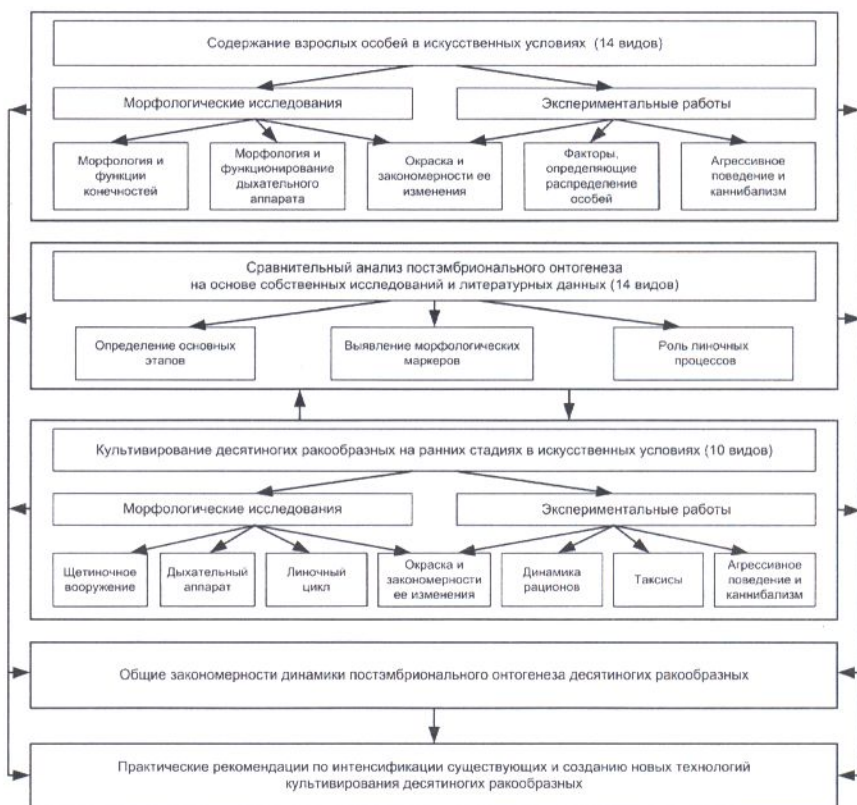 Содержание взрослых особей в искусственных условиях (14 видов)
Морфологические исследования
Экспериментальные работы
Морфология и
функции
конечностей
Морфология и
функционирование
дыхательного
аппарата
Окраска и
закономерности ее
изменения
Факторы,
определяющие
распределение
особей
Агрессивное
поведение и
каннибализм
Сравнительный анализ постэмбрионального онтогенеза
на основе собственных исследований и литературных данных (14 видов)
Определение основных
этапов
Выявление морфологических
маркеров
Роль линочных
процессов
Культивирование десятиногих ракообразных на ранних стадиях в искусственных условиях (10 видов)
Морфологические исследования
Экспериментальные работы
Щетиночное
вооружение
Дыхательный
аппарат
Линочный
цикл
Окраска и
закономерности
ее изменения
Динамика
рационов
Таксисы
Агрессивное
поведение и
каннибализм
Общие закономерности динамики постэмбрионального онтогенеза десятиногих ракообразных
Практические рекомендации по интенсификации существующих и созданию новых технологий
культивирования десятиногих ракообразных